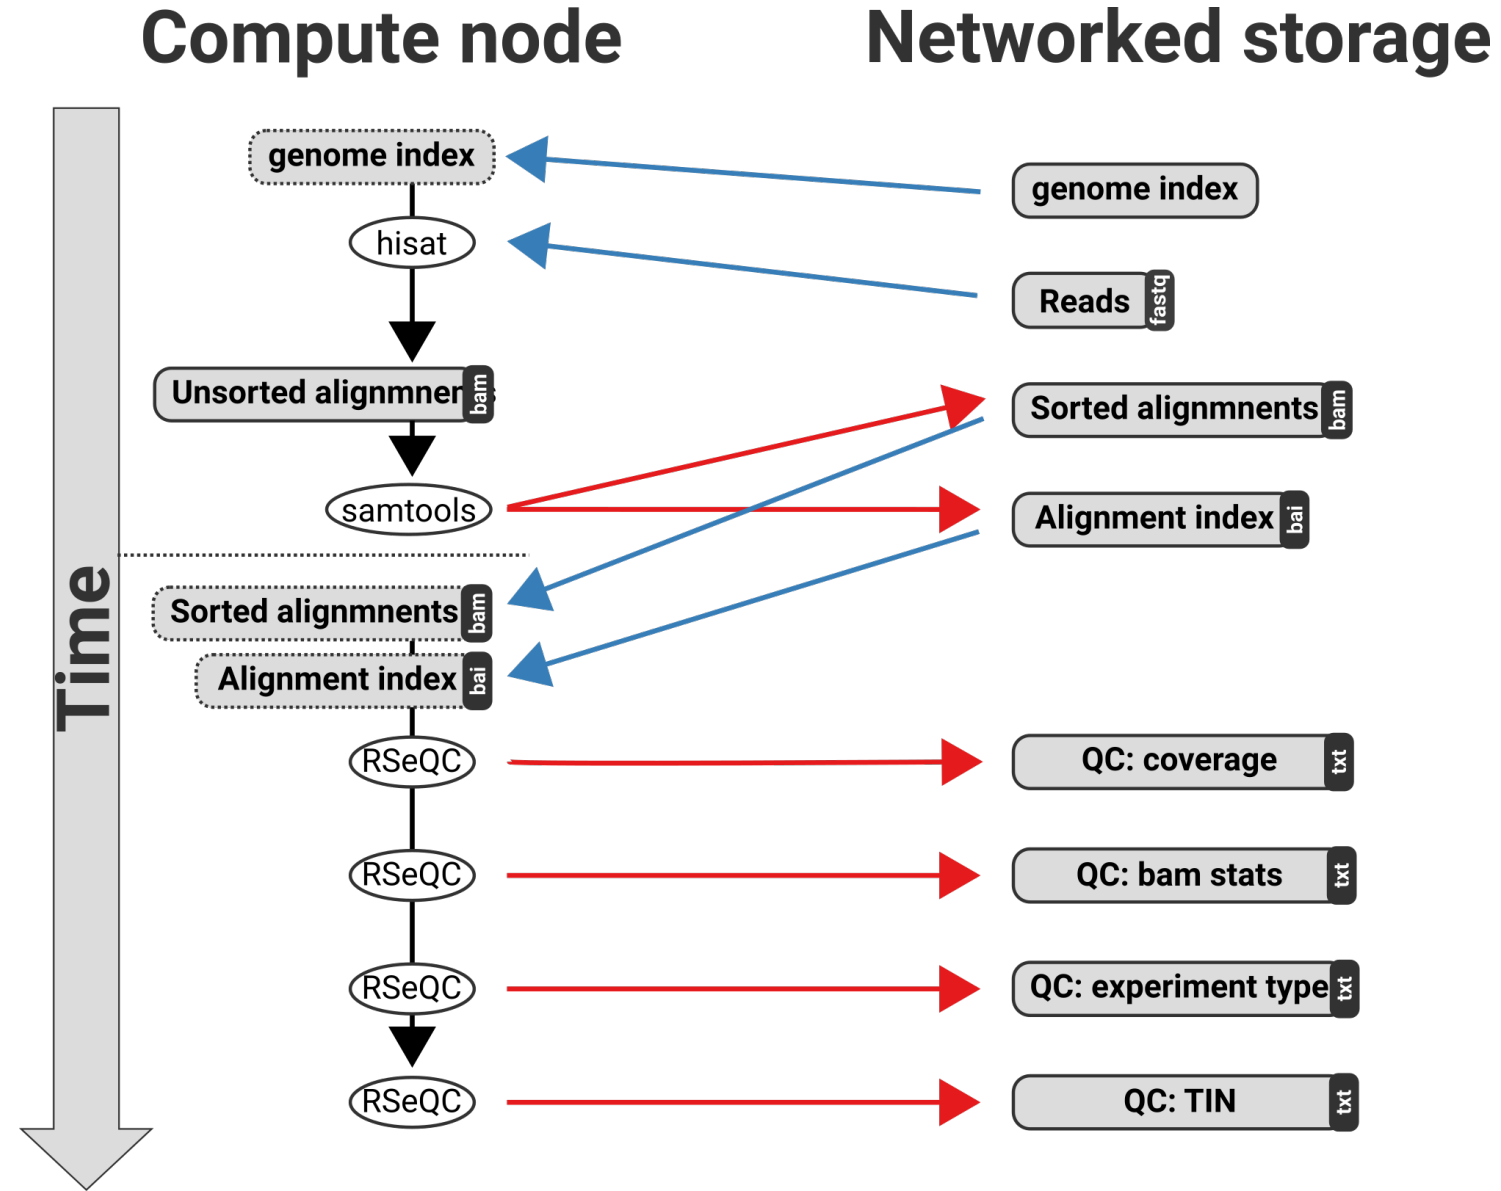 Compute node
Networked storage
Time
genome index
genome index
hisat
Reads
fastq
Unsorted alignmnen
bam
Sorted alignmnents
bam
samtools
Alignment index
bai
Sorted alignmnents
bam
Alignment index
bai
RSeQC
QC: coverage
txt
RSeQC
QC: bam stats
txt
RSeQC
QC: experiment type
txt
RSeQC
QC: TIN
txt